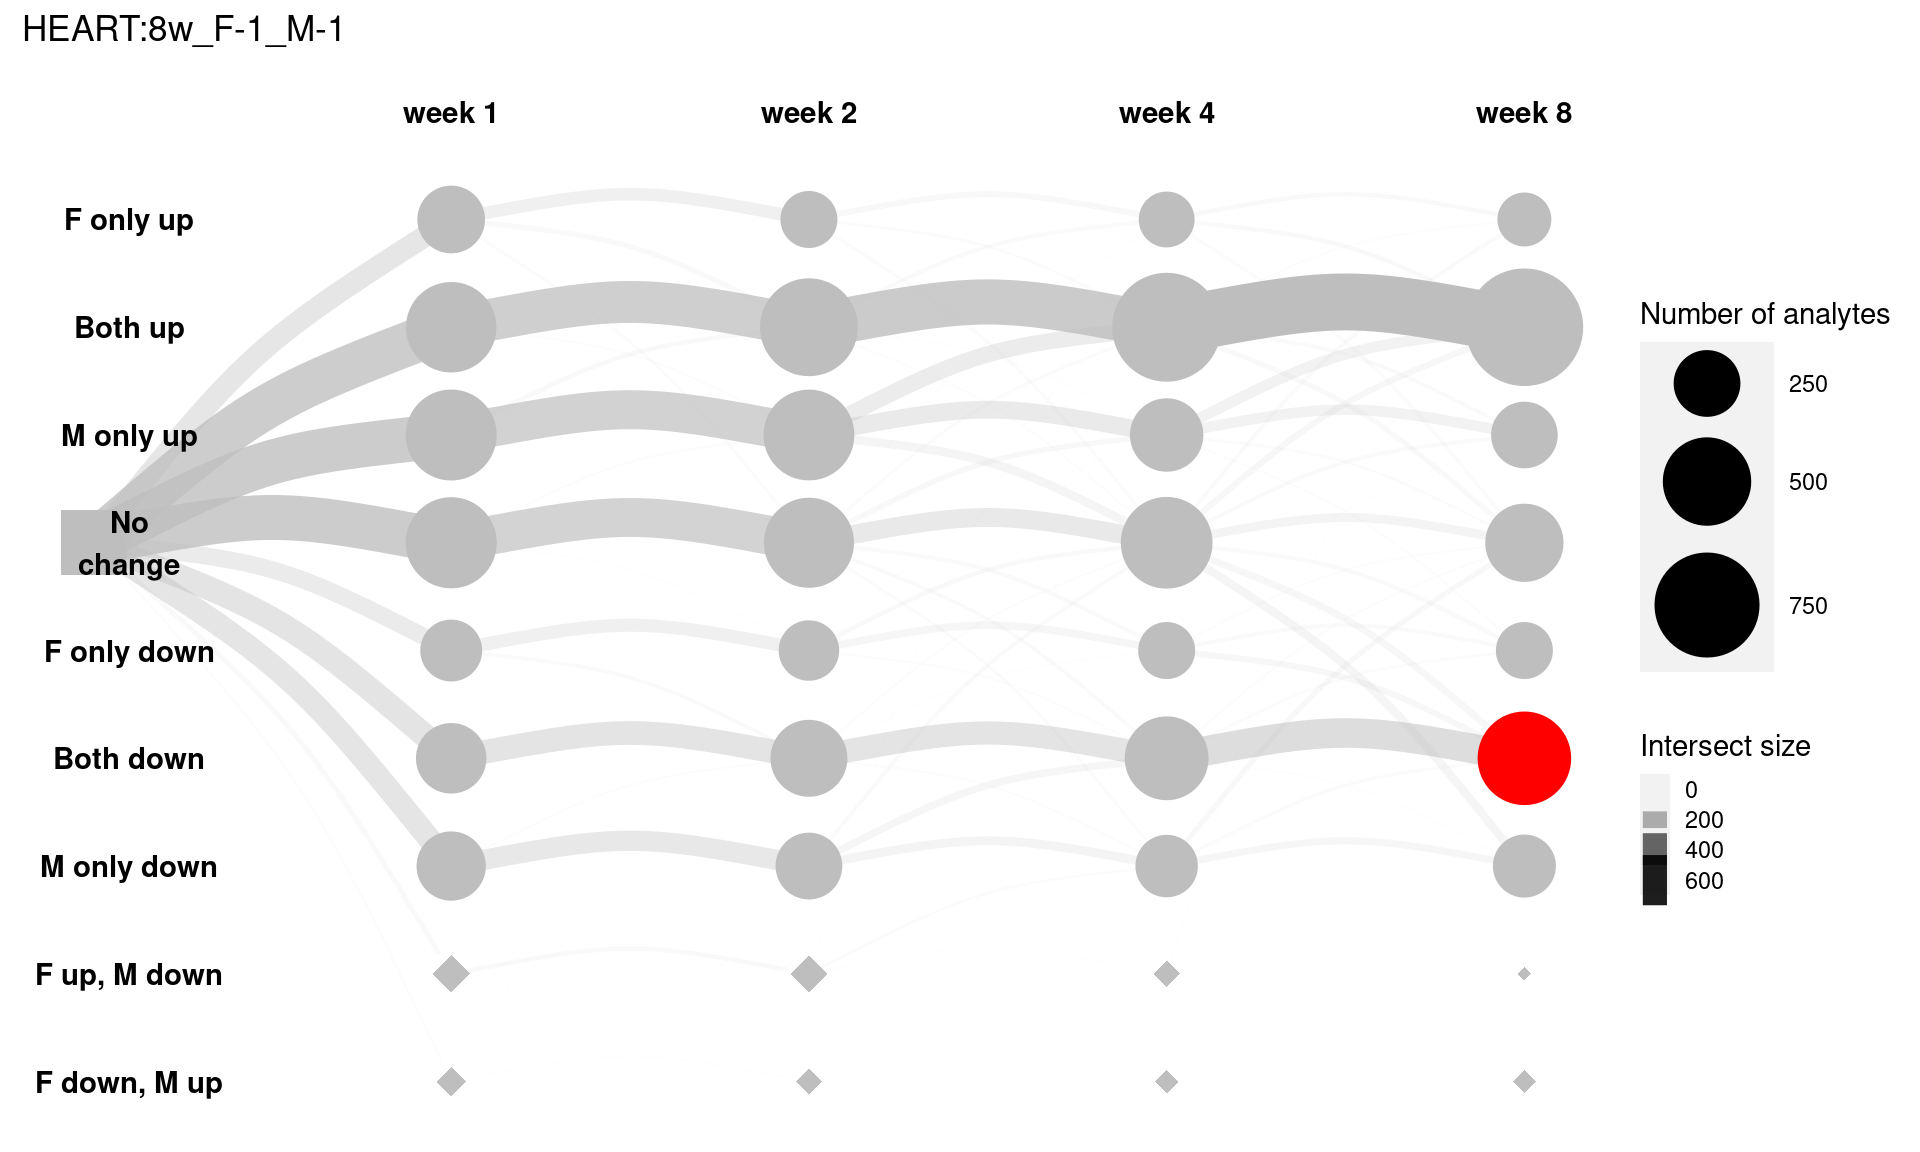 HEART:8w_F-1_M-1
week 1
week 2
week 4
week 8
F only up
Both up
M only up
No
change
F only down
Both down
M only down
F up, M down
F down, M up
Number of analytes
250
500
750
Intersect size
0
200
400
600